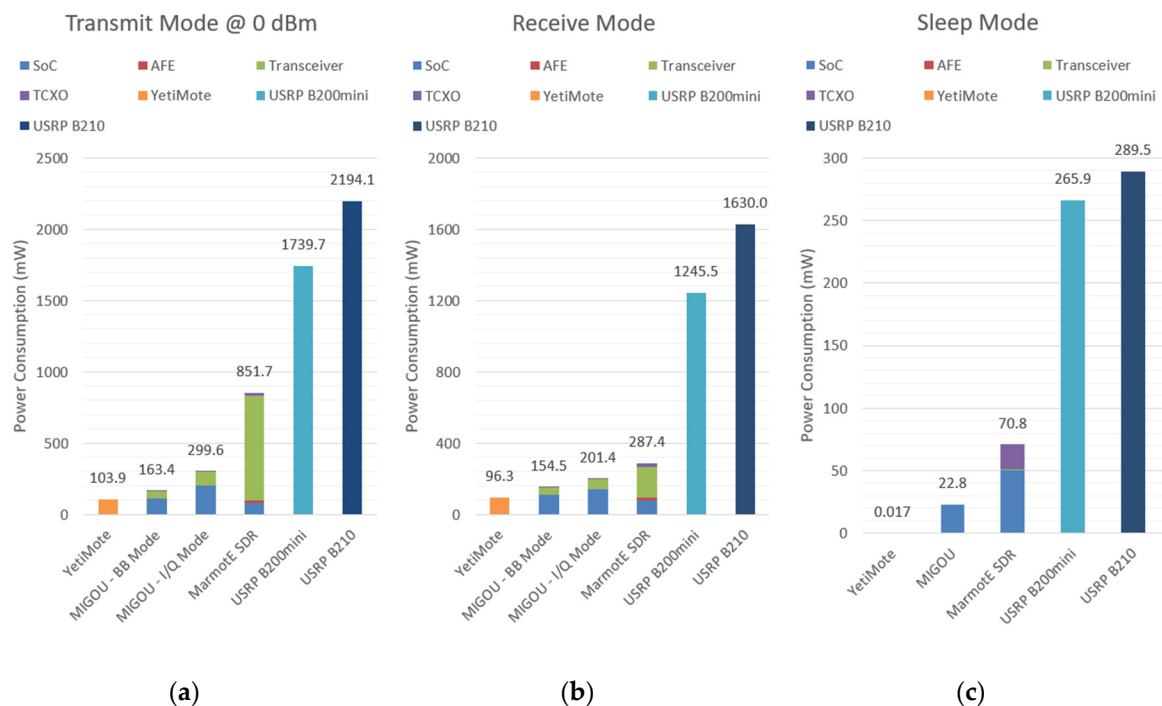 Transmit Mode @ 0 dBm
SoC AFE Transceiver
TCXO YetiMote USRP B200mini
USRP B210
Power Consumption (mW)
2500
2000
1500
1000
500
0
103.9
163.4
299.6
851.7
1739.7
2194.1
YetiMote
MIGOU - BB Mode
MIGOU - I/Q Mode
MarmotE SDR
USRP B200mini
USRP B210
(a)
Receive Mode
SoC AFE Transceiver
TCXO YetiMote USRP B200mini
USRP B210
Power Consumption (mW)
2000
1600
1200
800
400
0
96.3
154.5
201.4
287.4
1245.5
1630.0
YetiMote
MIGOU - BB Mode
MIGOU - I/Q Mode
MarmotE SDR
USRP B200mini
USRP B210
(b)
Sleep Mode
SoC AFE Transceiver
TCXO YetiMote USRP B200mini
USRP B210
Power Consumption (mW)
300
250
200
150
100
50
0
0.017
22.8
70.8
265.9
289.5
YetiMote
MIGOU
MarmotE SDR
USRP B200mini
USRP B210
(c)